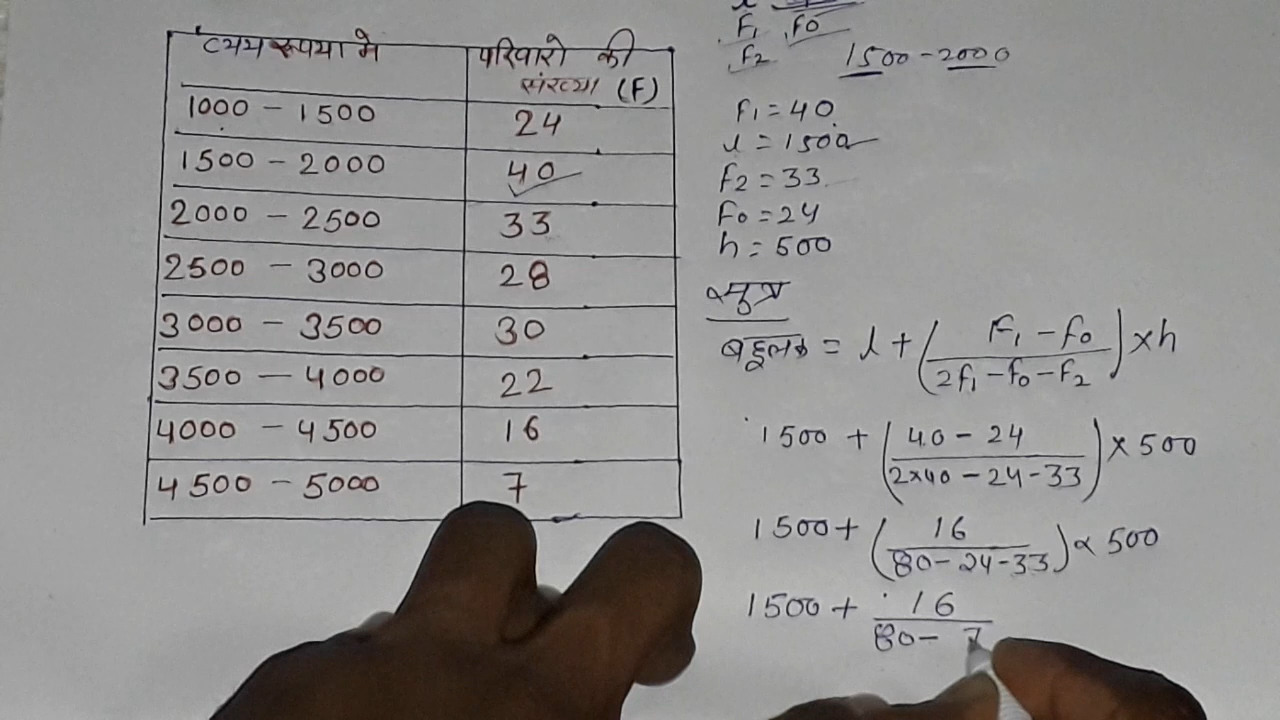 व्यय रूपया मे परिवारो की संख्या (F)
1000 - 1500 24
1500 - 2000 40
2000 - 2500 33
2500 - 3000 28
3000 - 3500 30
3500 - 4000 22
4000 - 4500 16
4500 - 5000 7
F1 F0
F2 1500 - 2000
F1 = 40
l = 1500
F2 = 33
F0 = 24
h = 500
सूत्र
बहूलक = l + (F1 - f0 / 2f1 - f0 - F2) × h
1500 + (40 - 24 / 2×40 - 24 - 33) × 500
1500 + (16 / 80 - 24 - 33) × 500
1500 + 16 / 80 -